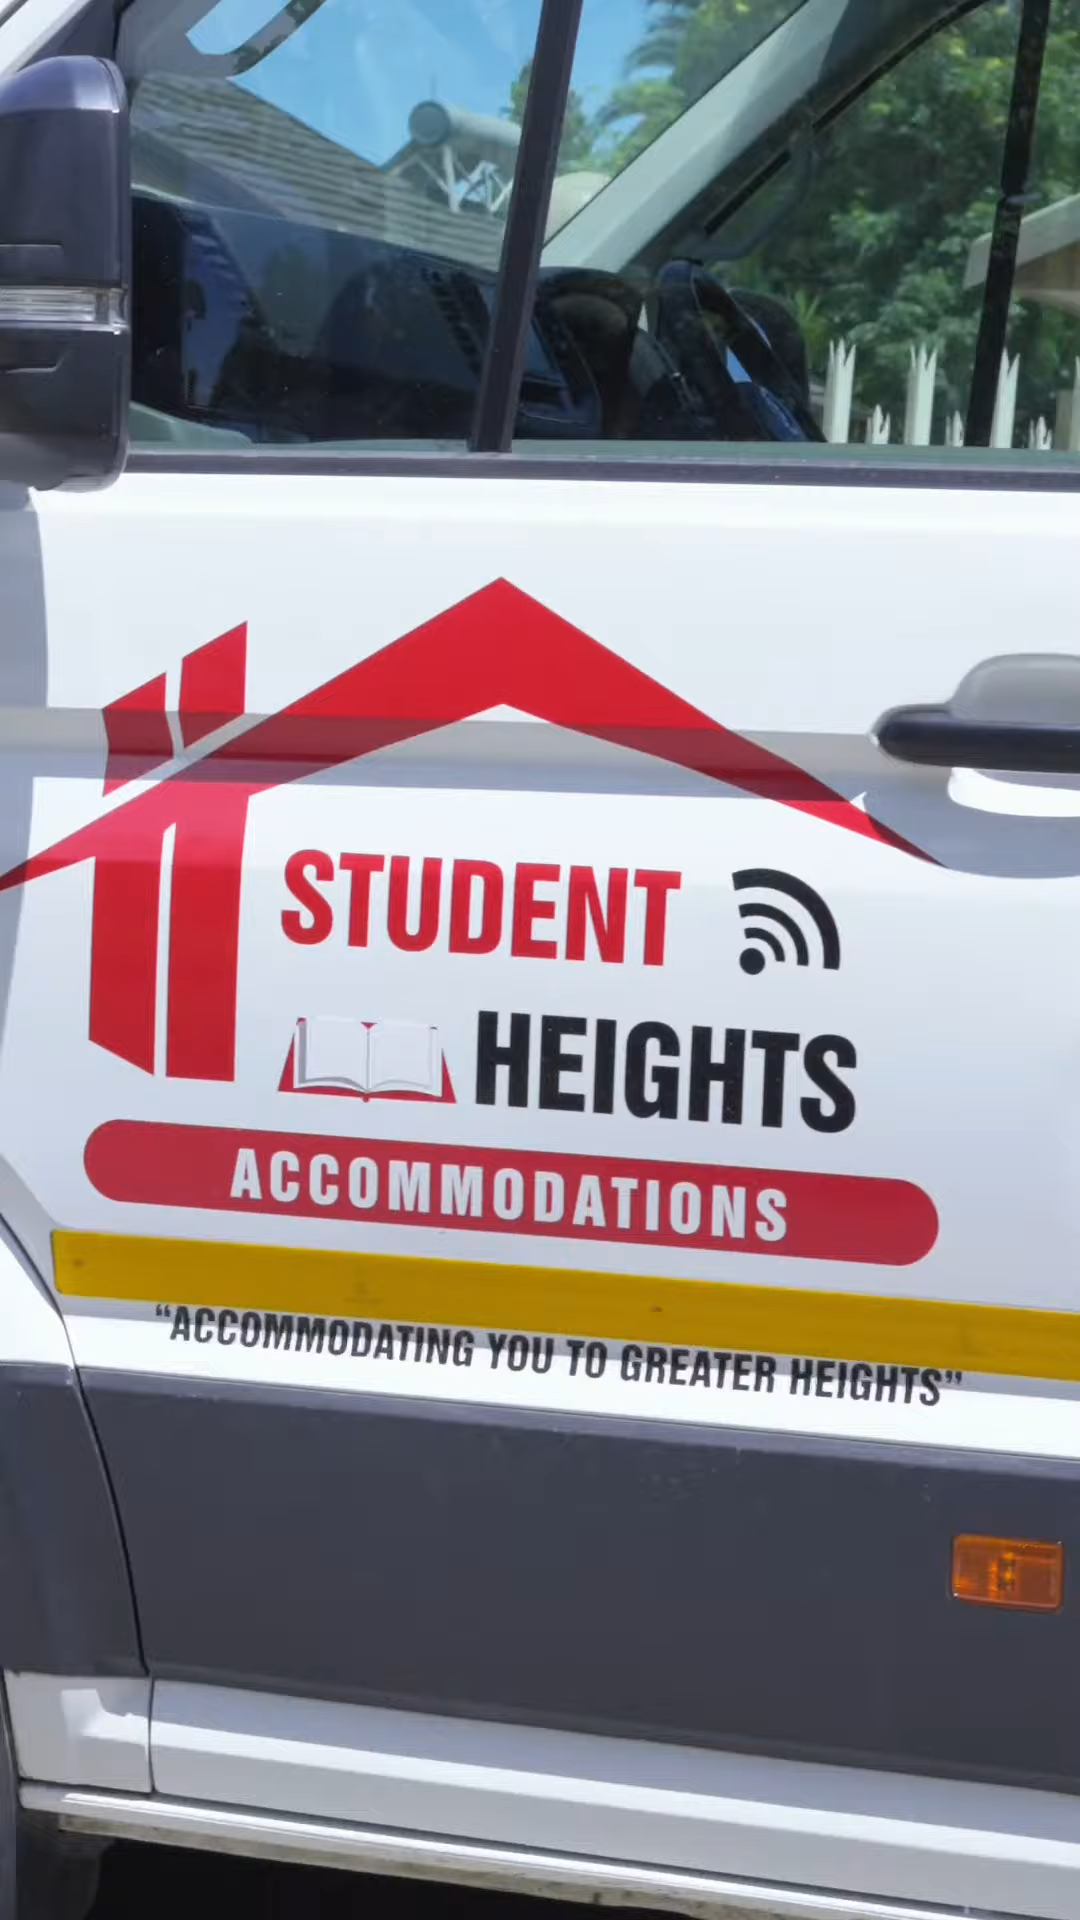 STUDENT
HEIGHTS
ACCOMMODATIONS
“ACCOMMODATING YOU TO GREATER HEIGHTS”